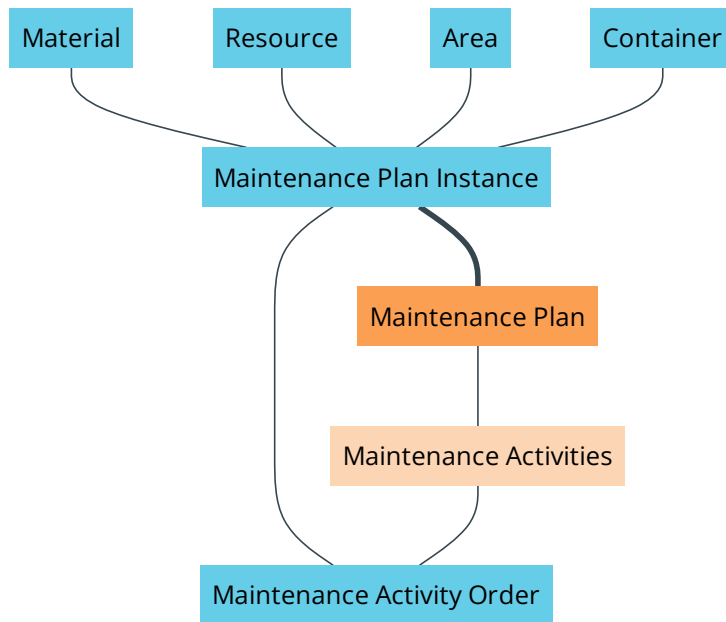 Material
Resource
Area
Container
Maintenance Plan Instance
Maintenance Plan
Maintenance Activities
Maintenance Activity Order